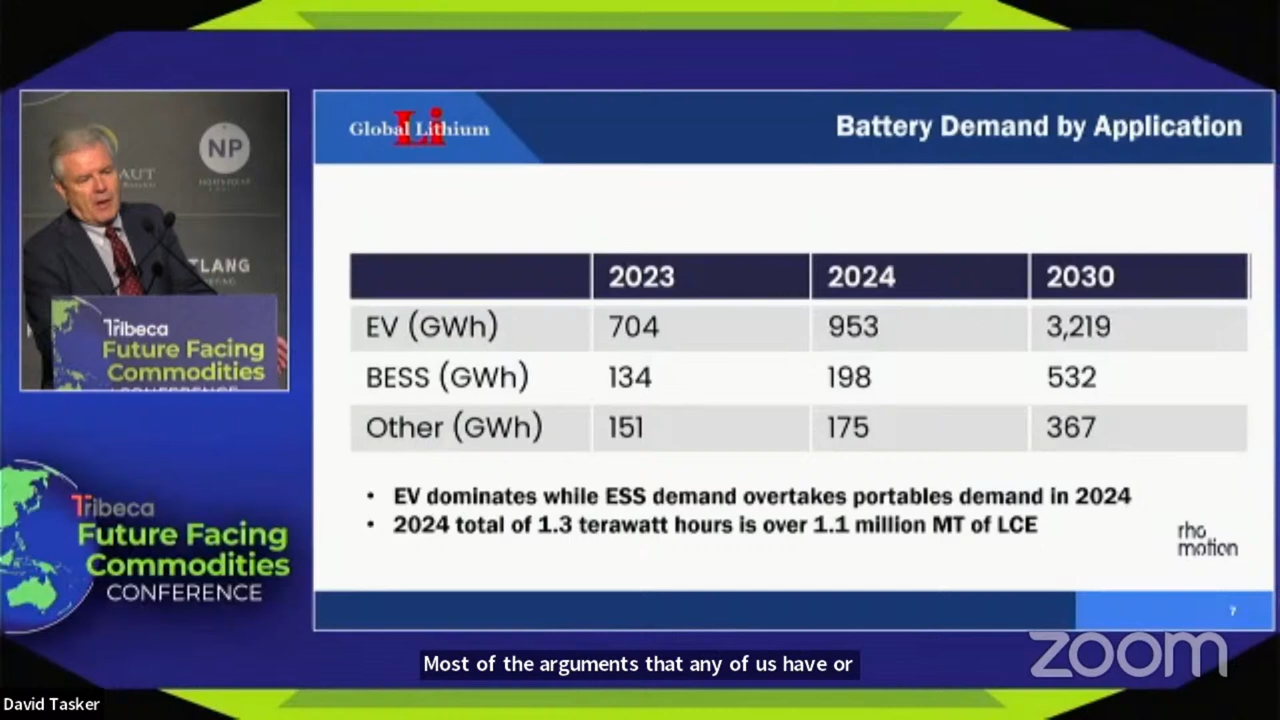 AUT
NP
TLANG
Tribeca
Future Facing
Commodities
CONFERENCE
Tribeca
Future Facing
Commodities
CONFERENCE
Global Lithium
Li
Battery Demand by Application
2023 2024 2030
EV (GWh) 704 953 3,219
BESS (GWh) 134 198 532
Other (GWh) 151 175 367
• EV dominates while ESS demand overtakes portables demand in 2024
• 2024 total of 1.3 terawatt hours is over 1.1 million MT of LCE
rho
motion
7
zoom
Most of the arguments that any of us have or
David Tasker